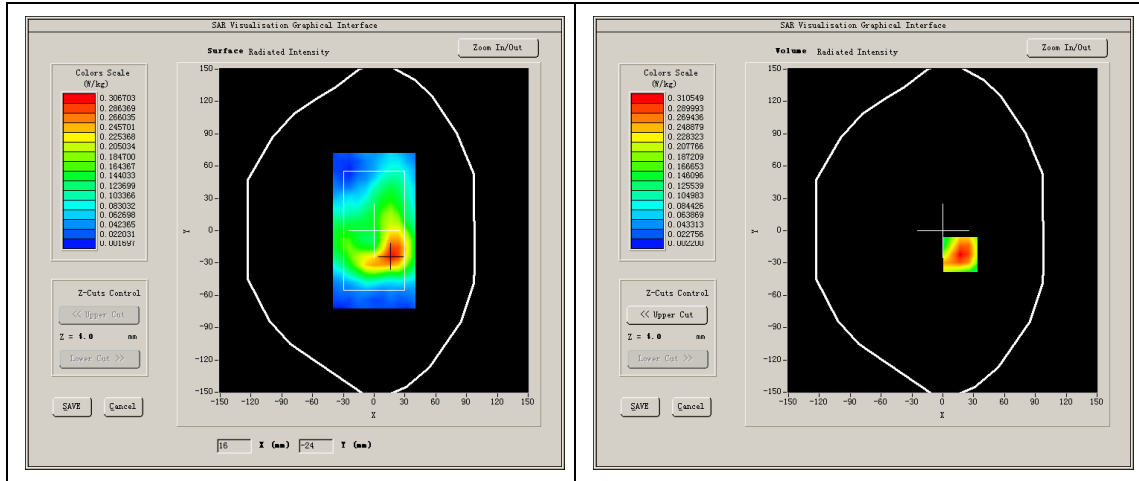 SAR Visualisation Graphical Interface
Surface Radiated Intensity
Zoom In/Out
Colors Scale
(W/kg)
0.306703
0.286369
0.266035
0.245701
0.225368
0.205034
0.184700
0.164367
0.144033
0.123699
0.103366
0.083032
0.062698
0.042365
0.022031
0.001697
150
120
90
60
30
0
-30
-60
-90
-120
-150
Y
-150 -120 -90 -60 -30 0 30 60 90 120 150
X
Z-Cuts Control
<< Upper Cut
Z = 4.0 mm
Lower Cut >>
SAVE Cancel
16 X (mm) -24 Y (mm)
SAR Visualisation Graphical Interface
Volume Radiated Intensity
Zoom In/Out
Colors Scale
(W/kg)
0.310549
0.289993
0.269436
0.248879
0.228323
0.207766
0.187209
0.166653
0.146096
0.125539
0.104983
0.084426
0.063869
0.043313
0.022756
0.002200
150
120
90
60
30
0
-30
-60
-90
-120
-150
Y
-150 -120 -90 -60 -30 0 30 60 90 120 150
X
Z-Cuts Control
<< Upper Cut
Z = 4.0 mm
Lower Cut >>
SAVE Cancel